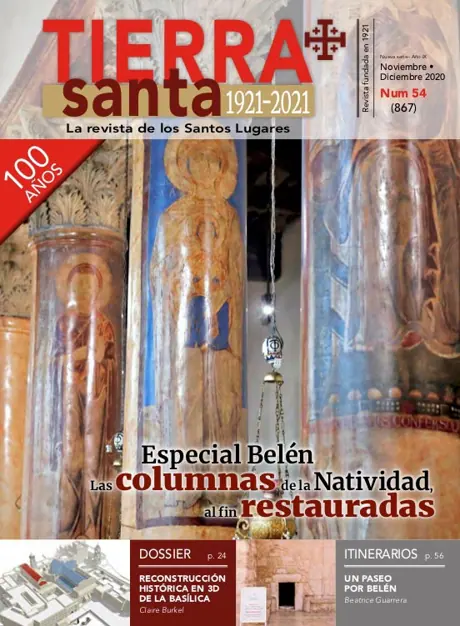 TIERRA
santa 1921-2021
La revista de los Santos Lugares
Revista fundada en 1921
Noviembre •
Diciembre 2020
Num 54
(867)
100
AÑOS
Especial Belén
Las columnas de la Natividad,
al fin restauradas
DOSSIER p. 24
RECONSTRUCCIÓN
HISTÓRICA EN 3D
DE LA BASÍLICA
Claire Burkel
ITINERARIOS p. 56
UN PASEO
POR BELÉN
Beatrice Guarrera